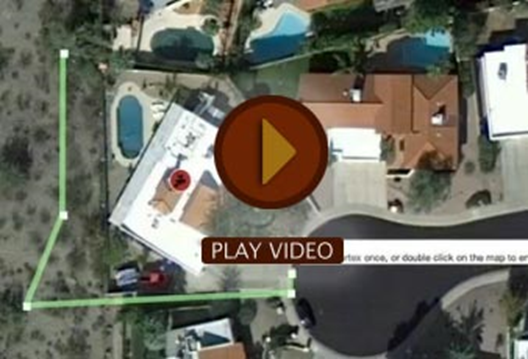 PLAY VIDEO
rtex once, or double click on the map to en